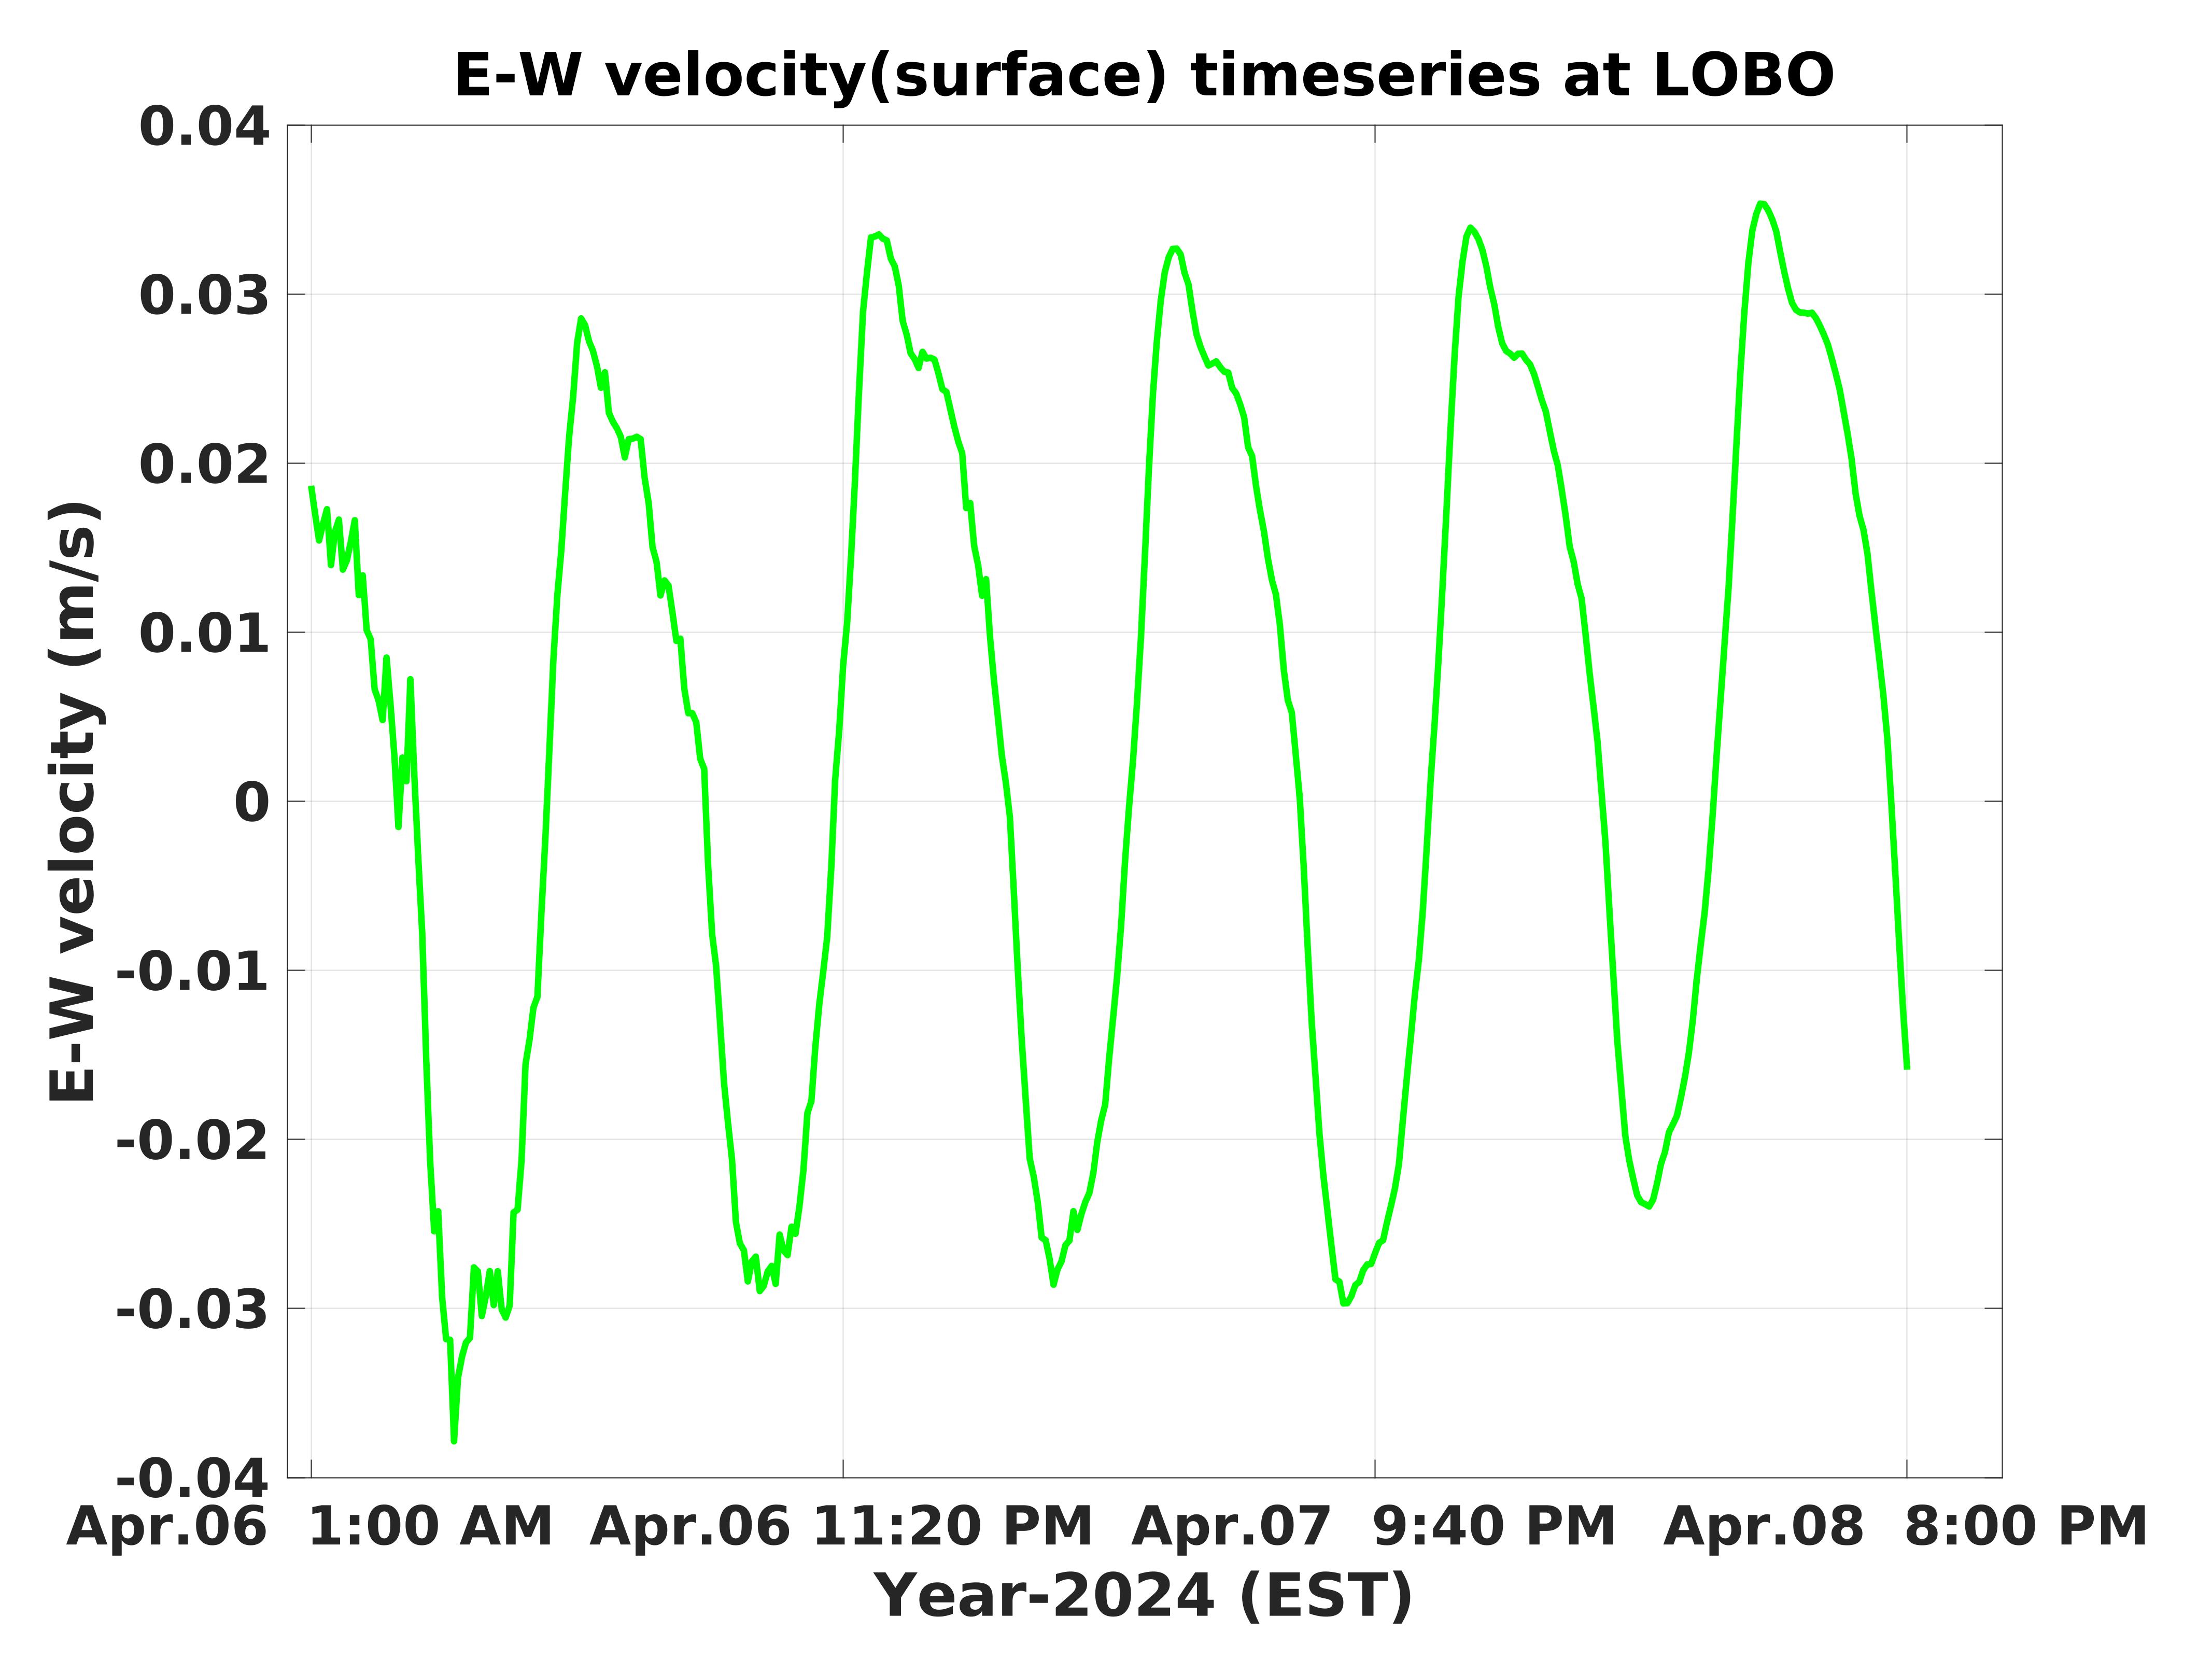 E-W velocity(surface) timeseries at LOBO
E-W velocity (m/s)
0.04
0.03
0.02
0.01
0
-0.01
-0.02
-0.03
-0.04
Apr.06 1:00 AM Apr.06 11:20 PM Apr.07 9:40 PM Apr.08 8:00 PM
Year-2024 (EST)